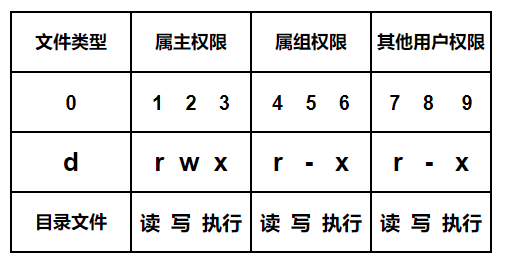 文件类型 属主权限 属组权限 其他用户权限
0 1 2 3 4 5 6 7 8 9
d r w x r - x r - x
目录文件 读 写 执行 读 写 执行 读 写 执行